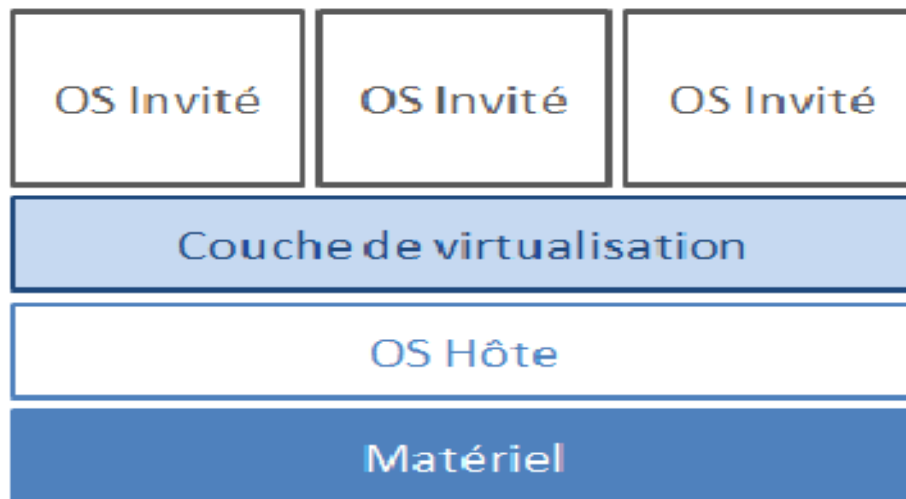 OS Invité
OS Invité
OS Invité
Couche de virtualisation
OS Hôte
Matériel